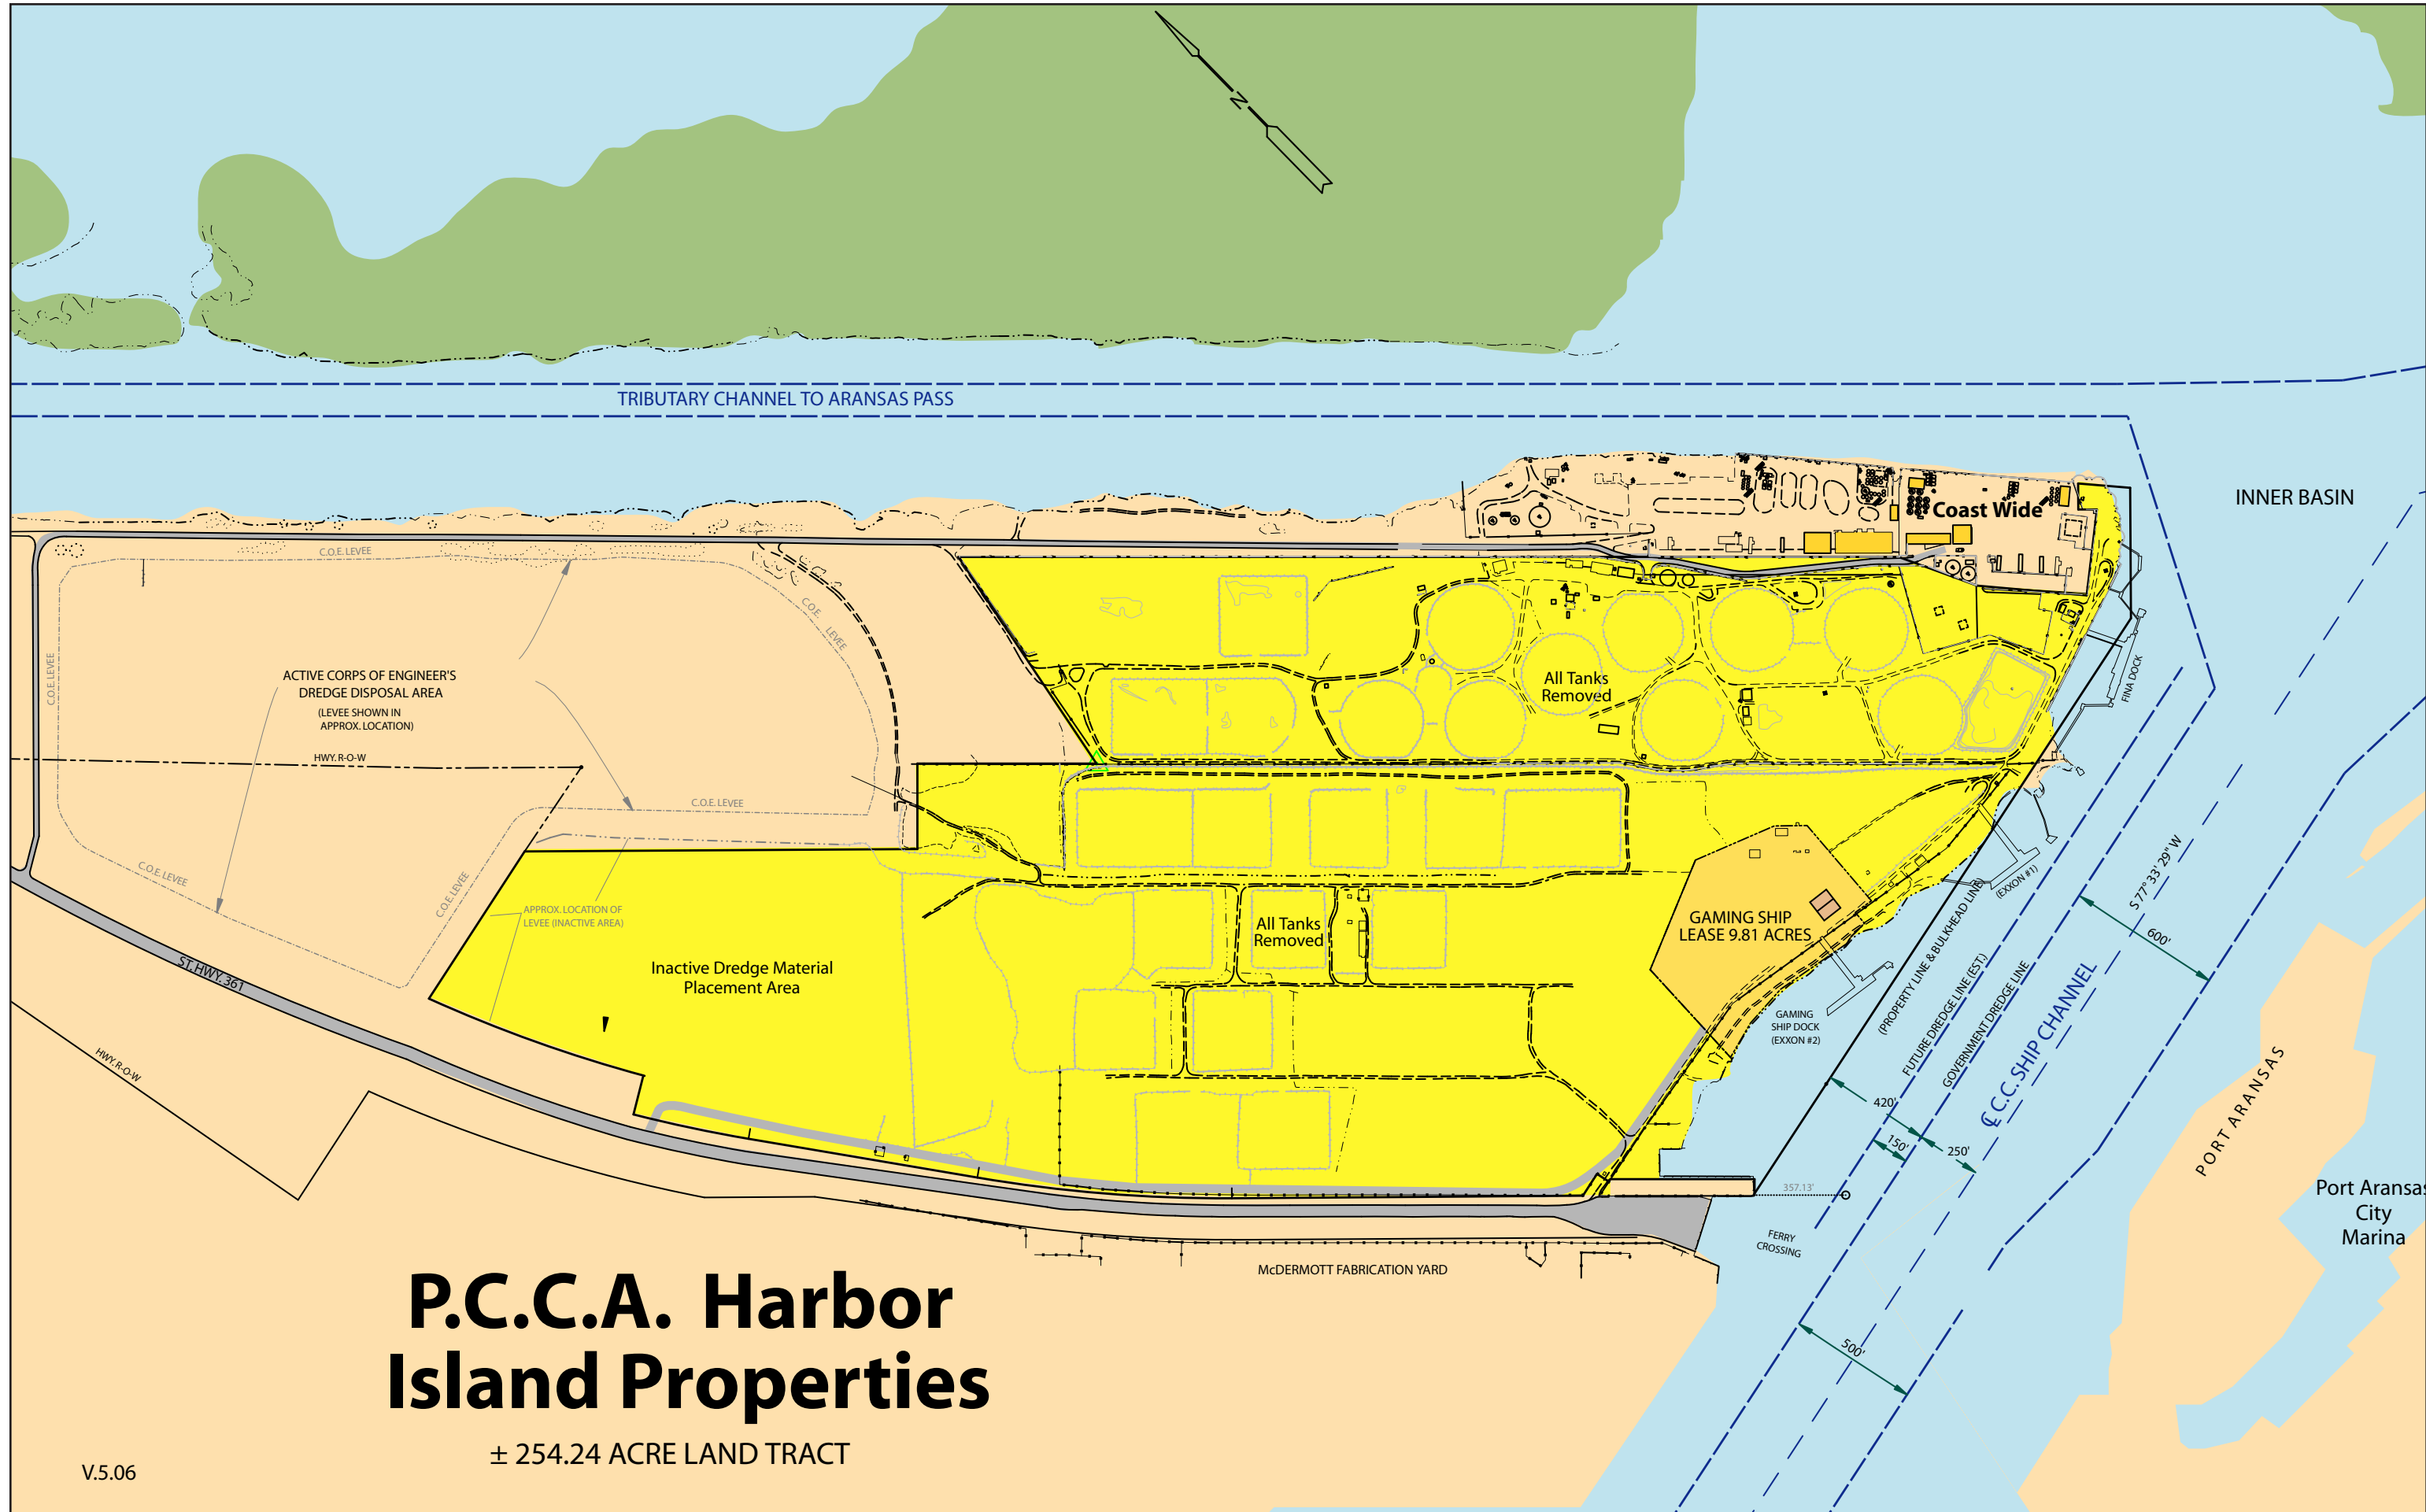 N
TRIBUTARY CHANNEL TO ARANSAS PASS
INNER BASIN
Coast Wide
C.O.E. LEVEE
C.O.E. LEVEE
C.O.E. LEVEE
ACTIVE CORPS OF ENGINEER'S
DREDGE DISPOSAL AREA
(LEVEE SHOWN IN
APPROX. LOCATION)
HWY. R-O-W
C.O.E. LEVEE
C.O.E. LEVEE
C.O.E. LEVEE
All Tanks
Removed
FINA DOCK
APPROX. LOCATION OF
LEVEE (INACTIVE AREA)
All Tanks
Removed
GAMING SHIP
LEASE 9.81 ACRES
(EXXON #1)
S 77° 33' 29" W
600'
ST. HWY. 361
Inactive Dredge Material
Placement Area
GAMING
SHIP DOCK
(EXXON #2)
(PROPERTY LINE & BULKHEAD LINE)
FUTURE DREDGE LINE (EST.)
GOVERNMENT DREDGE LINE
℄ C.C. SHIP CHANNEL
HWY. R-O-W
420'
150'
250'
PORT ARANSAS
357.13'
Port Aransas
City
Marina
FERRY
CROSSING
McDERMOTT FABRICATION YARD
500'
P.C.C.A. Harbor
Island Properties
± 254.24 ACRE LAND TRACT
V.5.06